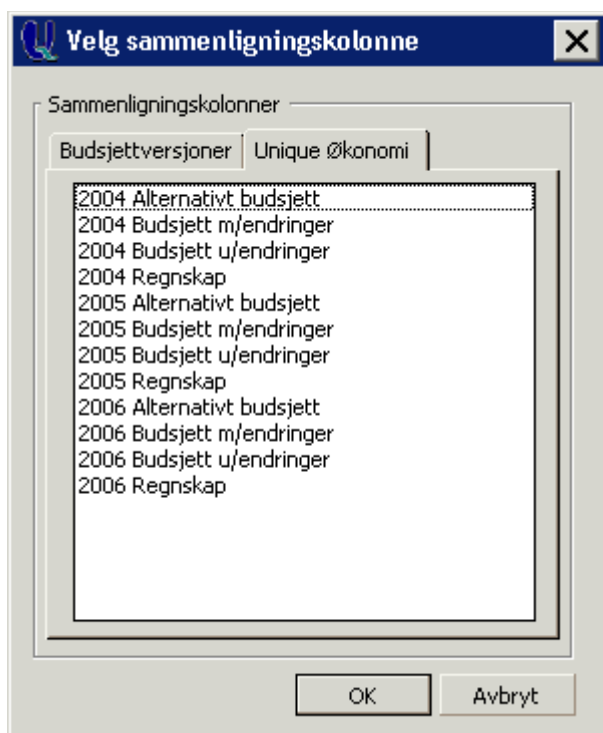 Velg sammenligningskolonne
Sammenligningskolonner
Budsjettversjoner Unique Økonomi
2004 Alternativt budsjett
2004 Budsjett m/endringer
2004 Budsjett u/endringer
2004 Regnskap
2005 Alternativt budsjett
2005 Budsjett m/endringer
2005 Budsjett u/endringer
2005 Regnskap
2006 Alternativt budsjett
2006 Budsjett m/endringer
2006 Budsjett u/endringer
2006 Regnskap
OK Avbryt